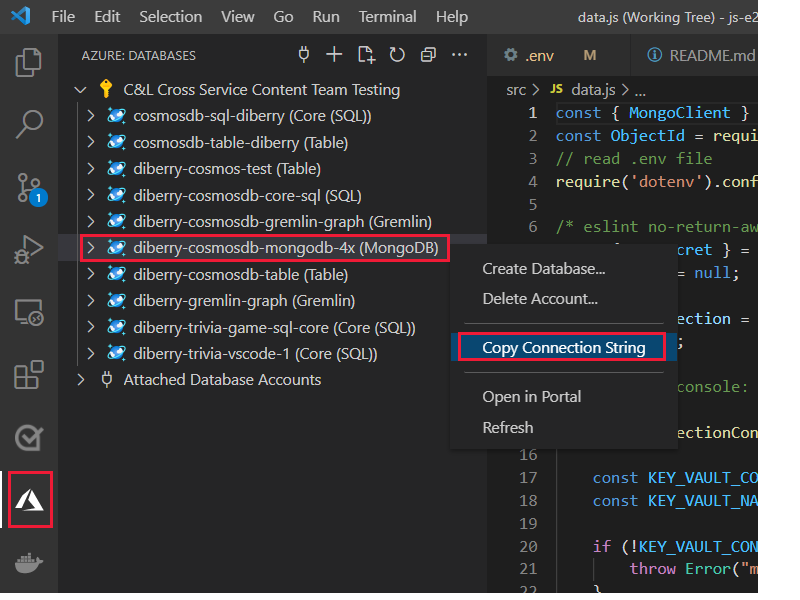 File Edit Selection View Go Run Terminal Help data.js (Working Tree) - js-e2
AZURE: DATABASES
C&L Cross Service Content Team Testing
cosmosdb-sql-diberry (Core (SQL))
cosmosdb-table-diberry (Table)
diberry-cosmos-test (Table)
diberry-cosmosdb-core-sql (SQL)
diberry-cosmosdb-gremlin-graph (Gremlin)
diberry-cosmosdb-mongodb-4x (MongoDB)
diberry-cosmosdb-table (Table)
diberry-gremlin-graph (Gremlin)
diberry-trivia-game-sql-core (Core (SQL))
diberry-trivia-vscode-1 (Core (SQL))
Attached Database Accounts
1
Create Database...
Delete Account...
Copy Connection String
Open in Portal
Refresh
.env M README.md
src > JS data.js > ...
1 const { MongoClient }
2 const ObjectId = requi
3 // read .env file
4 require('dotenv').conf
5
6 /* eslint no-return-aw
cret } =
= null;
ection =
;
console:
ectionCon
16
17 const KEY_VAULT_CO
18 const KEY_VAULT_NA
19
20 if (!KEY_VAULT_CON
21 throw Error("m
22 }